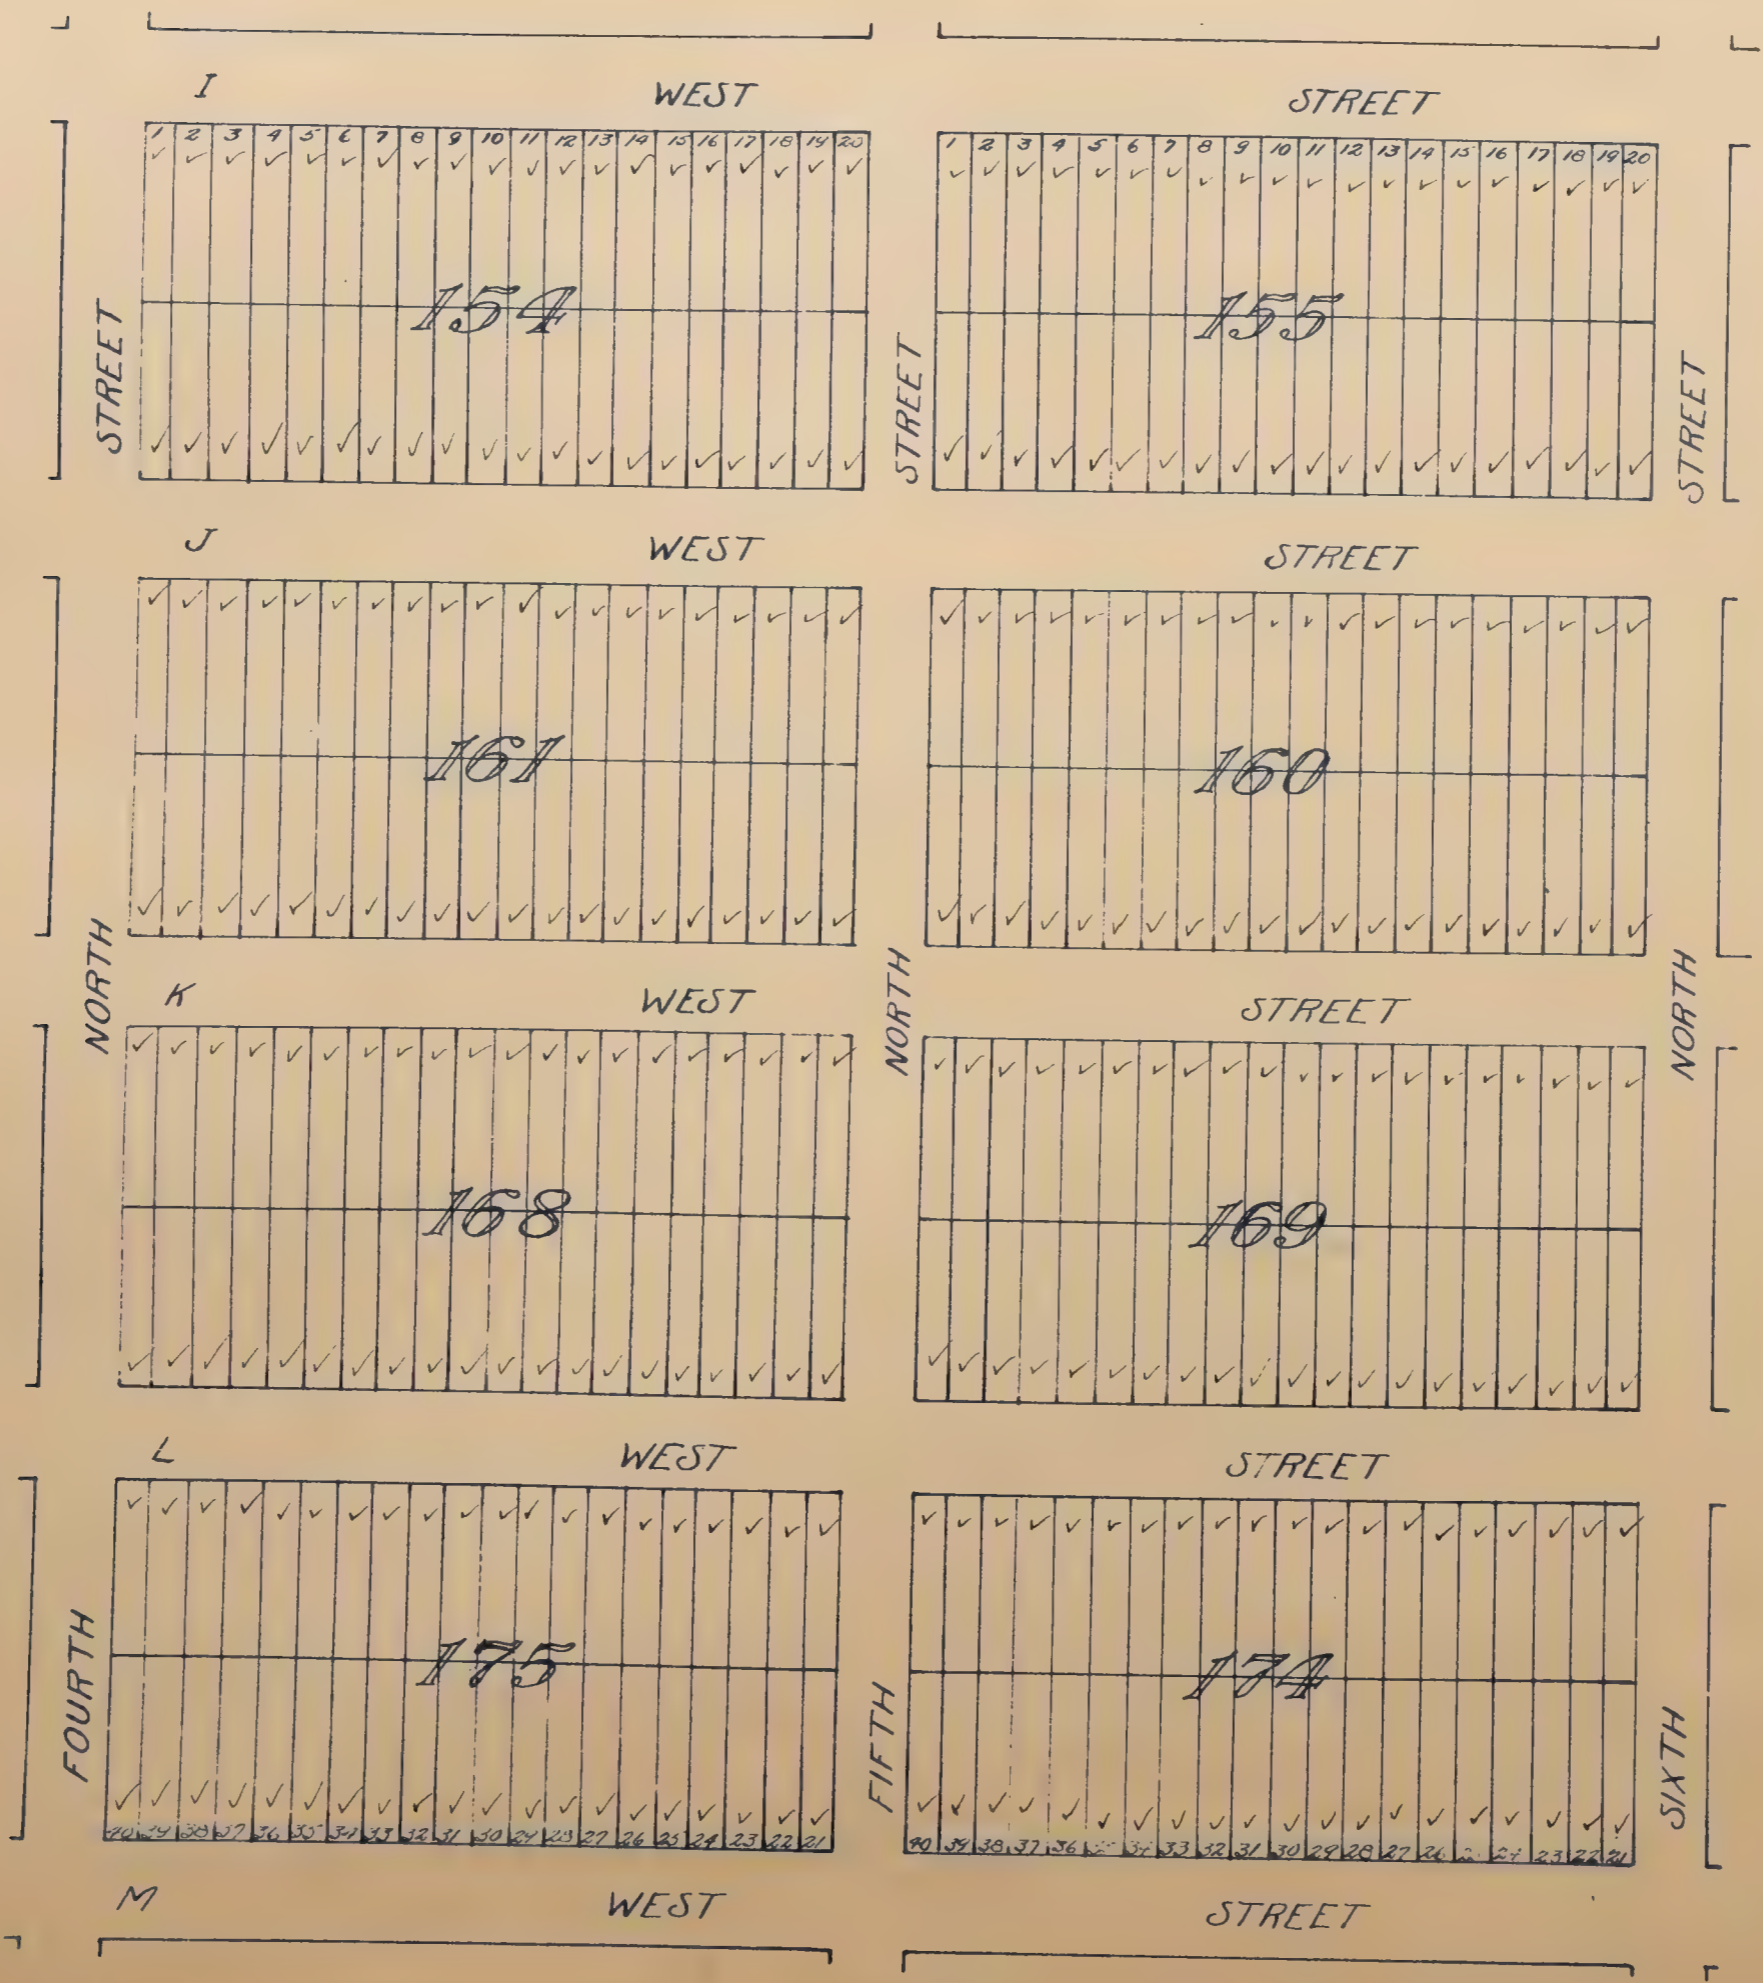 I WEST STREET
1 2 3 4 5 6 7 8 9 10 11 12 13 14 15 16 17 18 19 20
1 2 3 4 5 6 7 8 9 10 11 12 13 14 15 16 17 18 19 20
154 155
STREET STREET STREET
J WEST STREET
161 160
NORTH NORTH NORTH
K WEST STREET
168 169
L WEST STREET
175 174
FOURTH FIFTH SIXTH
40 39 38 37 36 35 34 33 32 31 30 29 28 27 26 25 24 23 22 21
40 39 38 37 36 34 33 32 31 30 29 28 27 26 24 23 22 21
M WEST STREET